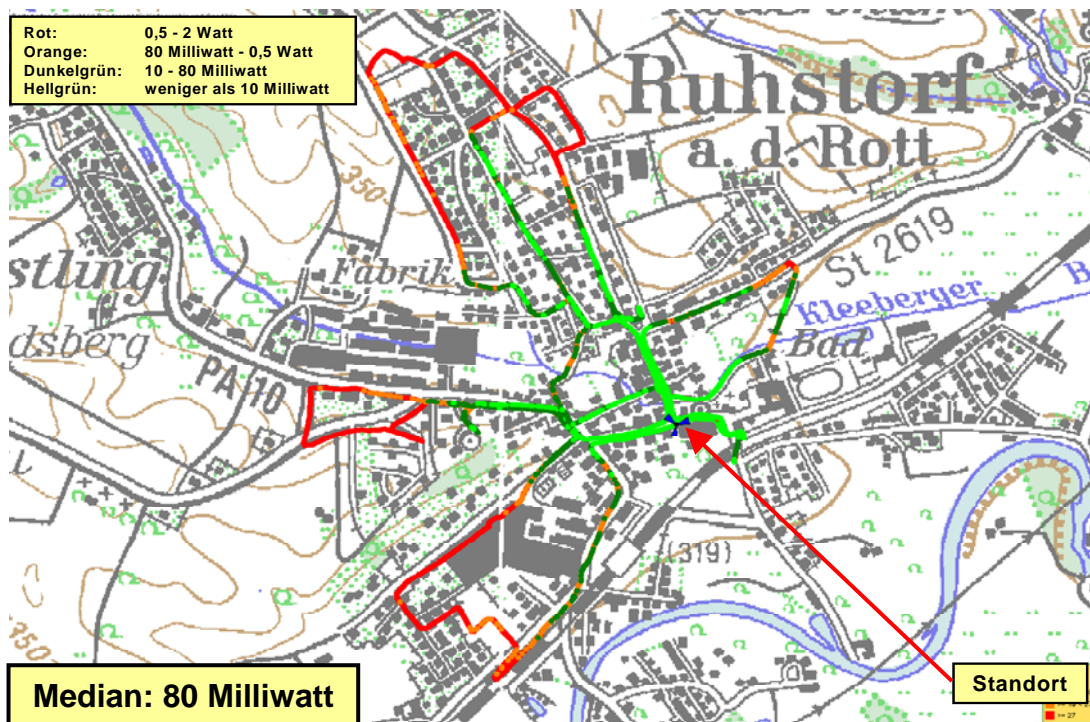 Rot: 0,5 - 2 Watt
Orange: 80 Milliwatt - 0,5 Watt
Dunkelgrün: 10 - 80 Milliwatt
Hellgrün: weniger als 10 Milliwatt
Ruhstorf
a. d. Rott
350
St 2619
stling
Fabrik
Kleeberger
B
dsberg
Bad
PA 10
(319)
350
Median: 80 Milliwatt
Standort
>= 27